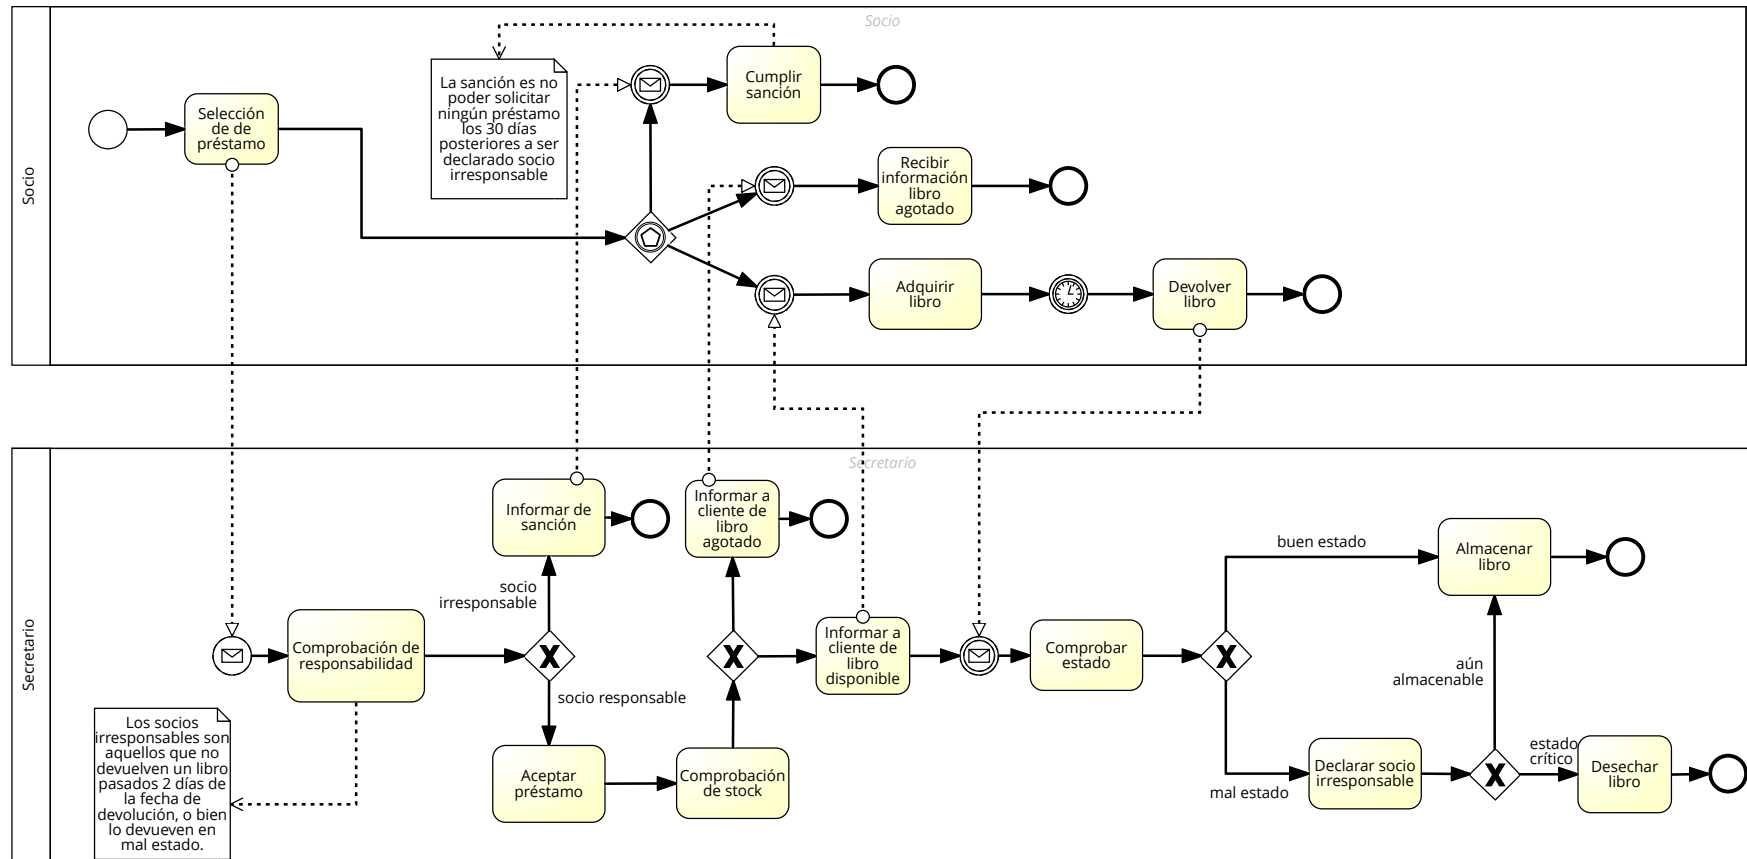 Socio
Socio
Selección
de de
préstamo
La sanción es no
poder solicitar
ningún préstamo
los 30 días
posteriores a ser
declarado socio
irresponsable
Cumplir
sanción
Recibir
información
libro
agotado
Adquirir
libro
Devolver
libro
Secretario
Secretario
Comprobación de
responsabilidad
Los socios
irresponsables son
aquellos que no
devuelven un libro
pasados 2 días de
la fecha de
devolución, o bien
lo devueven en
mal estado.
socio
irresponsable
Informar de
sanción
socio responsable
Aceptar
préstamo
Comprobación
de stock
Informar a
cliente de
libro
agotado
Informar a
cliente de
libro
disponible
Comprobar
estado
buen estado
Almacenar
libro
mal estado
Declarar socio
irresponsable
aún
almacenable
estado
crítico
Desechar
libro